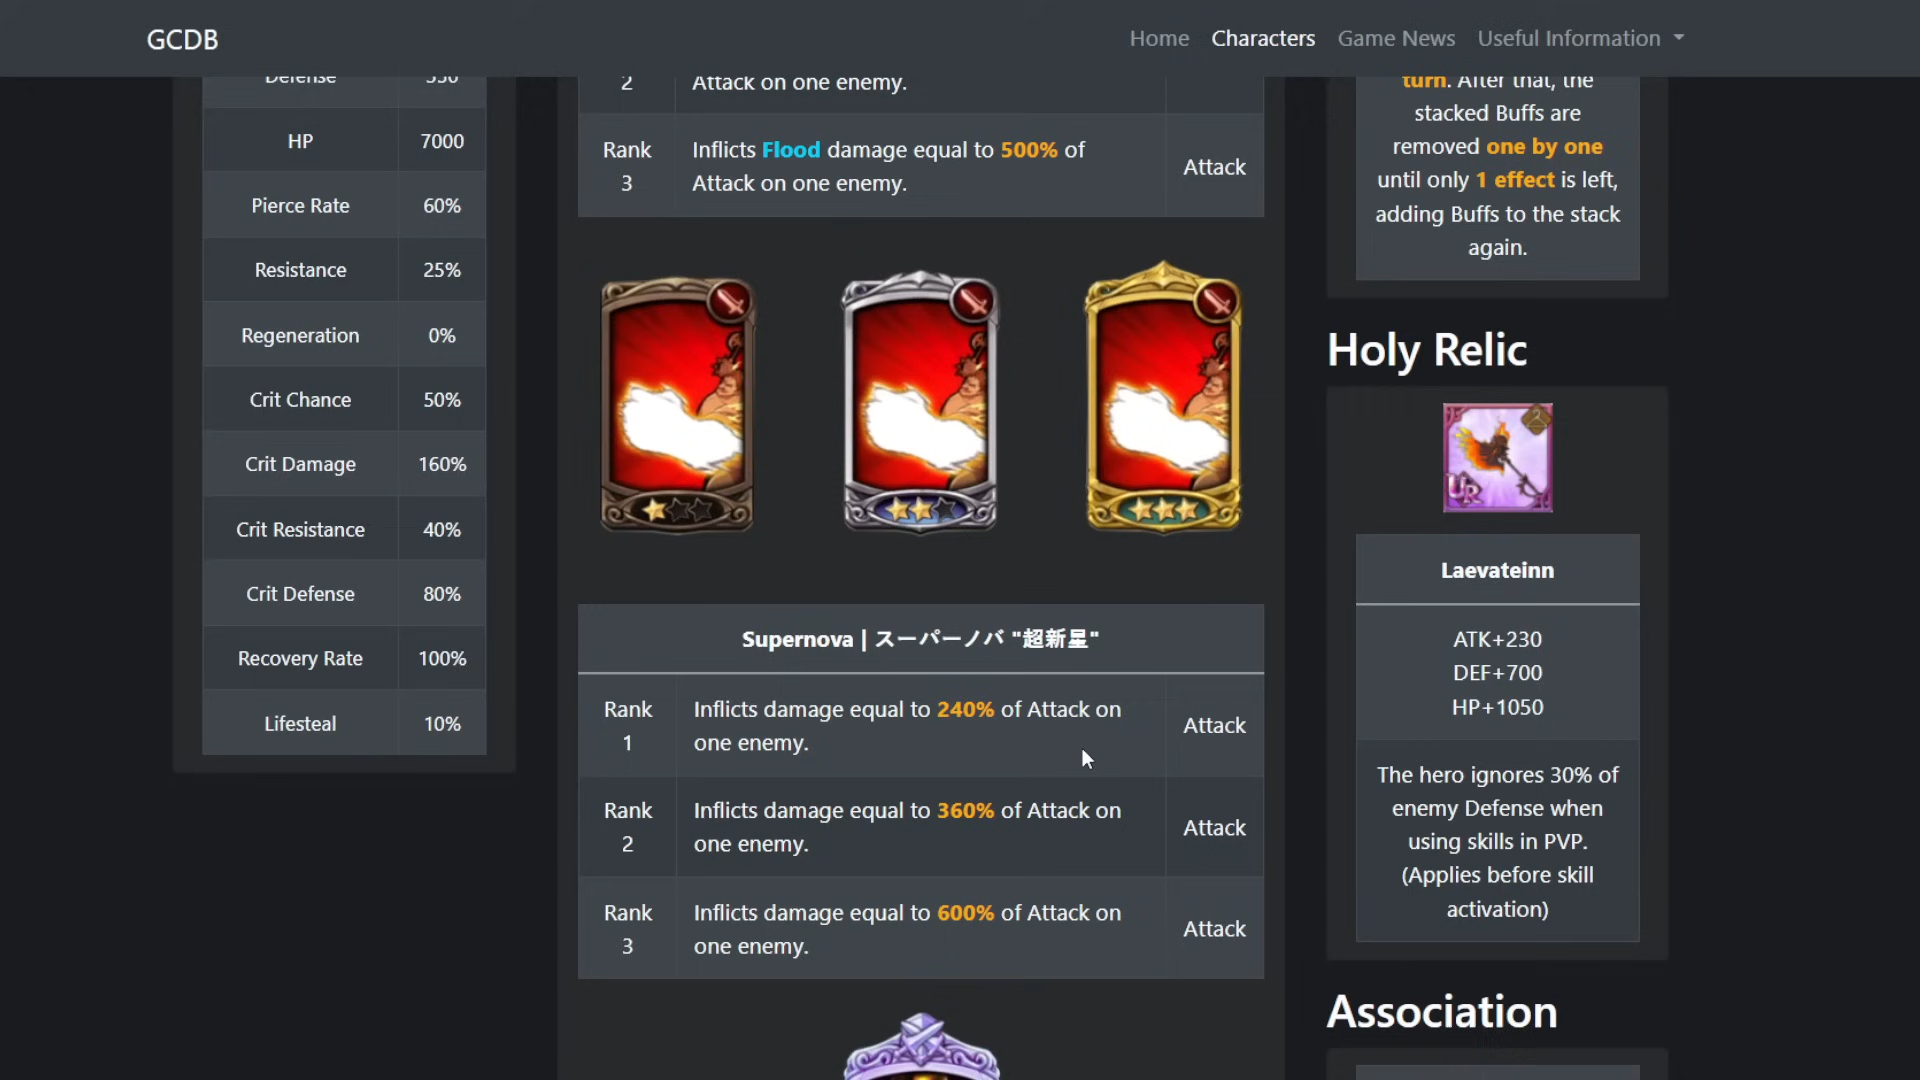 GCDB
Home Characters Game News Useful Information
Defense 350
HP 7000
Pierce Rate 60%
Resistance 25%
Regeneration 0%
Crit Chance 50%
Crit Damage 160%
Crit Resistance 40%
Crit Defense 80%
Recovery Rate 100%
Lifesteal 10%
2
Attack on one enemy.
Rank
3
Inflicts Flood damage equal to 500% of
Attack on one enemy.
Attack
Supernova | スーパーノバ "超新星"
Rank
1
Inflicts damage equal to 240% of Attack on
one enemy.
Attack
Rank
2
Inflicts damage equal to 360% of Attack on
one enemy.
Attack
Rank
3
Inflicts damage equal to 600% of Attack on
one enemy.
Attack
turn. After that, the
stacked Buffs are
removed one by one
until only 1 effect is left,
adding Buffs to the stack
again.
Holy Relic
2
UR
Laevateinn
ATK+230
DEF+700
HP+1050
The hero ignores 30% of
enemy Defense when
using skills in PVP.
(Applies before skill
activation)
Association